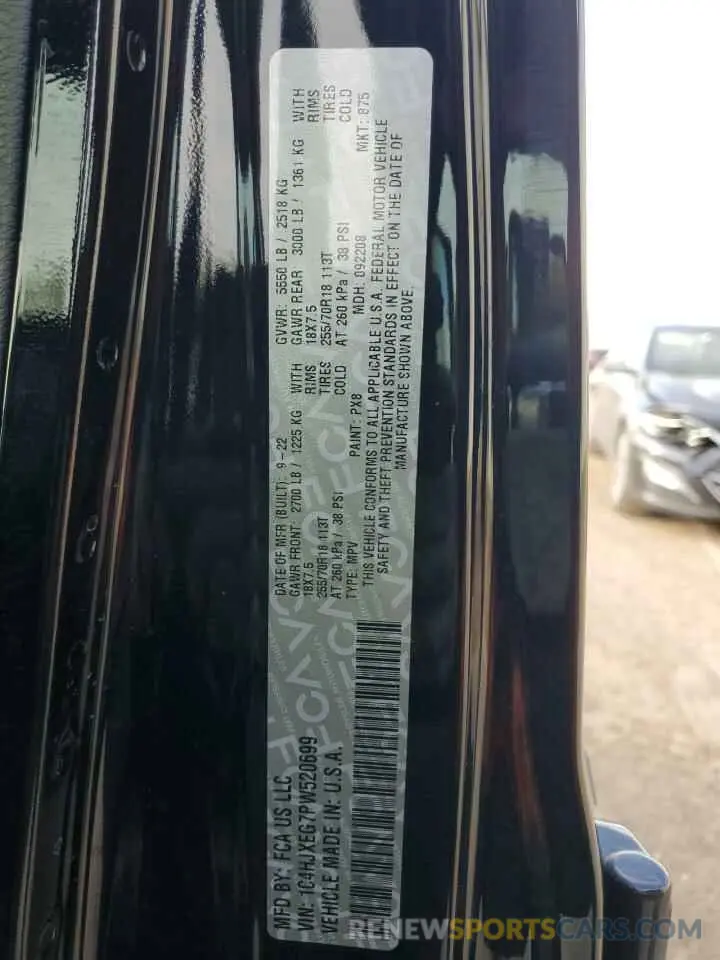 MFD BY: FCA US LLC
VIN: 1C4HJXEG7PW520699
VEHICLE MADE IN: U.S.A.
DATE OF MFR (BUILT): 9-22 GVWR: 5550 LB / 2518 KG
GAWR FRONT: 2700 LB / 1225 KG WITH GAWR REAR 3000 LB / 1361 KG WITH
18X7.5 RIMS 18X7.5 RIMS
255/70R18 113T TIRES 255/70R18 113T TIRES
AT 260 kPa / 38 PSI COLD AT 260 kPa / 38 PSI COLD
TYPE: MPV PAINT: PX8 MDH: 092208 MKT: 875
THIS VEHICLE CONFORMS TO ALL APPLICABLE U.S.A. FEDERAL MOTOR VEHICLE
SAFETY AND THEFT PREVENTION STANDARDS IN EFFECT ON THE DATE OF
MANUFACTURE SHOWN ABOVE.
RENEWSUSEDCARS.COM